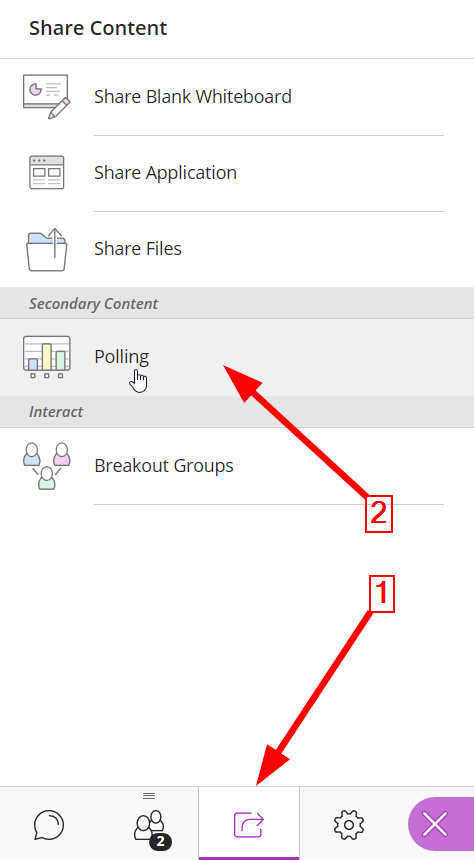 Share Content
Share Blank Whiteboard
Share Application
Share Files
Secondary Content
Polling
Interact
Breakout Groups
2
1
2